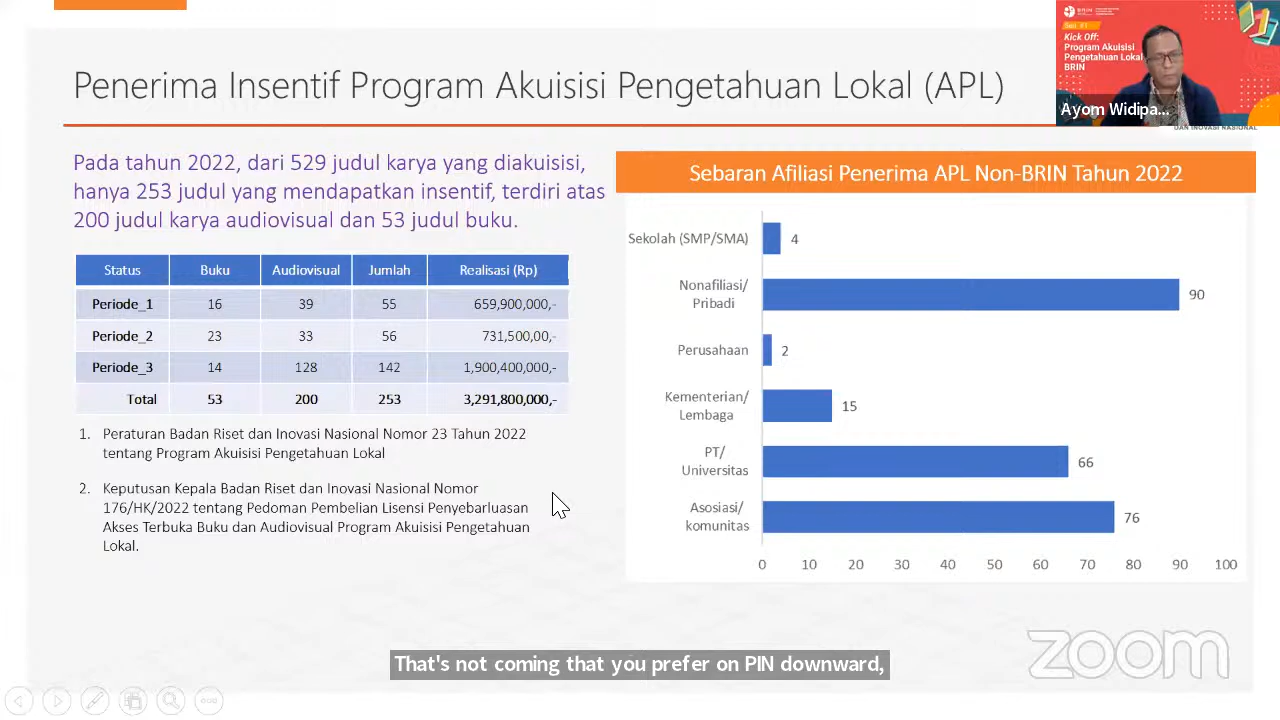 Penerima Insentif Program Akuisisi Pengetahuan Lokal (APL)
BRIN
Kick Off:
Program Akuisisi
Pengetahuan Lokal
BRIN
Ayom Widipa...
DAN INOVASI NASIONAL
Pada tahun 2022, dari 529 judul karya yang diakuisisi,
hanya 253 judul yang mendapatkan insentif, terdiri atas
200 judul karya audiovisual dan 53 judul buku.
Status Buku Audiovisual Jumlah Realisasi (Rp)
Periode_1 16 39 55 659,900,000,-
Periode_2 23 33 56 731,500,00,-
Periode_3 14 128 142 1,900,400,000,-
Total 53 200 253 3,291,800,000,-
1. Peraturan Badan Riset dan Inovasi Nasional Nomor 23 Tahun 2022
tentang Program Akuisisi Pengetahuan Lokal
2. Keputusan Kepala Badan Riset dan Inovasi Nasional Nomor
176/HK/2022 tentang Pedoman Pembelian Lisensi Penyebarluasan
Akses Terbuka Buku dan Audiovisual Program Akuisisi Pengetahuan
Lokal.
Sebaran Afiliasi Penerima APL Non-BRIN Tahun 2022
Sekolah (SMP/SMA) 4
Nonafiliasi/
Pribadi 90
Perusahaan 2
Kementerian/
Lembaga 15
PT/
Universitas 66
Asosiasi/
komunitas 76
0 10 20 30 40 50 60 70 80 90 100
zoom
That's not coming that you prefer on PIN downward,